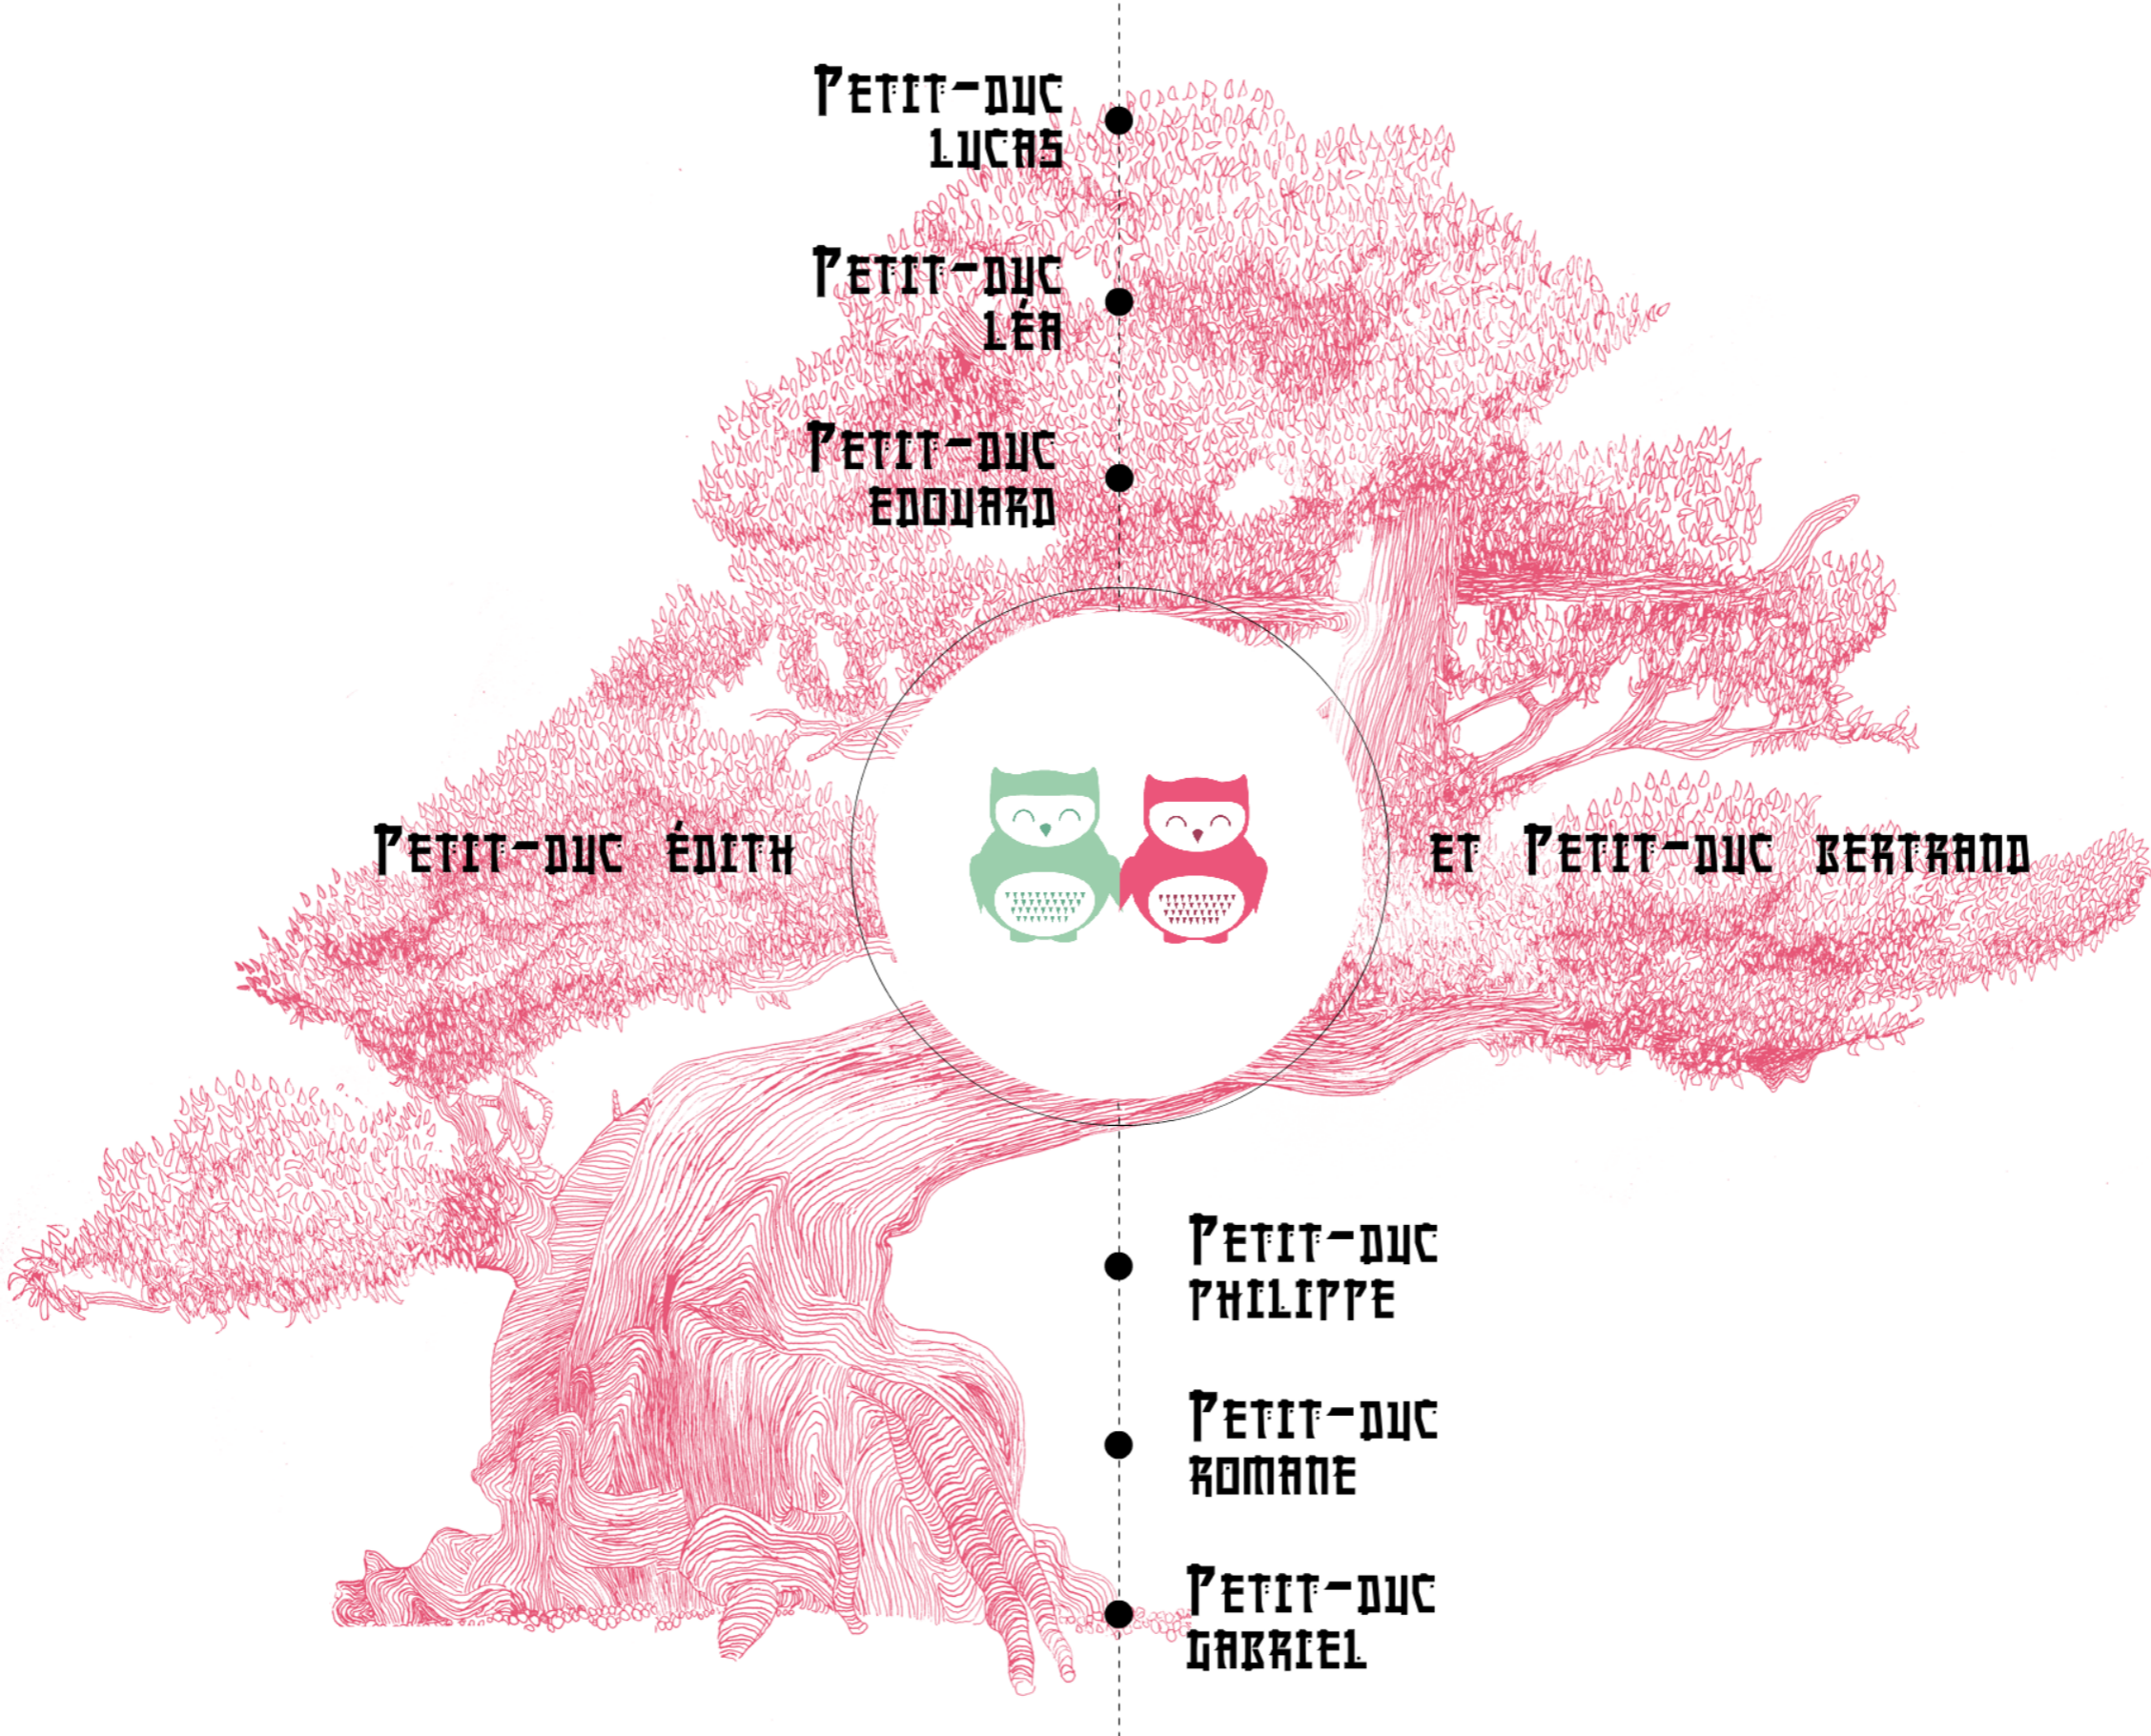 Petit-duc
Lucas
Petit-duc
Léa
Petit-duc
Edouard
Petit-duc Édith
et Petit-duc Bertrand
Petit-duc
Philippe
Petit-duc
Romane
Petit-duc
Gabriel